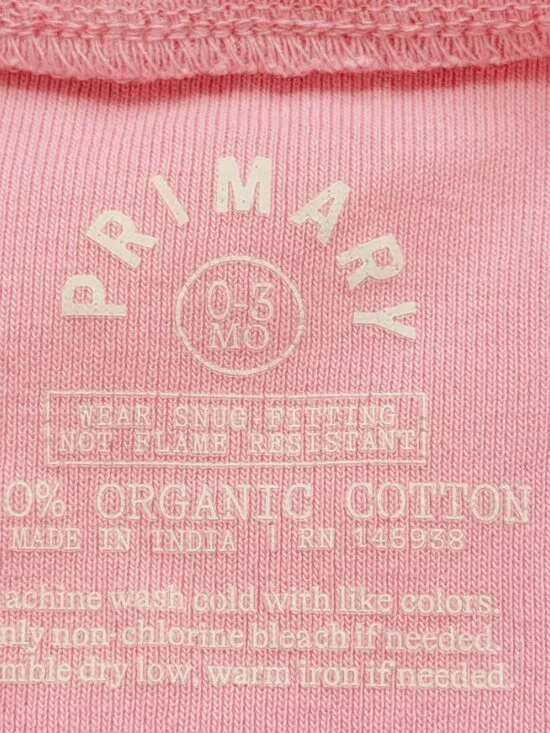 PRIMARY
0-3
MO
WEAR SNUG FITTING
NOT FLAME RESISTANT
0% ORGANIC COTTON
MADE IN INDIA | RN 145938
achine wash cold with like colors.
nly non-chlorine bleach if needed.
mble dry low, warm iron if needed.